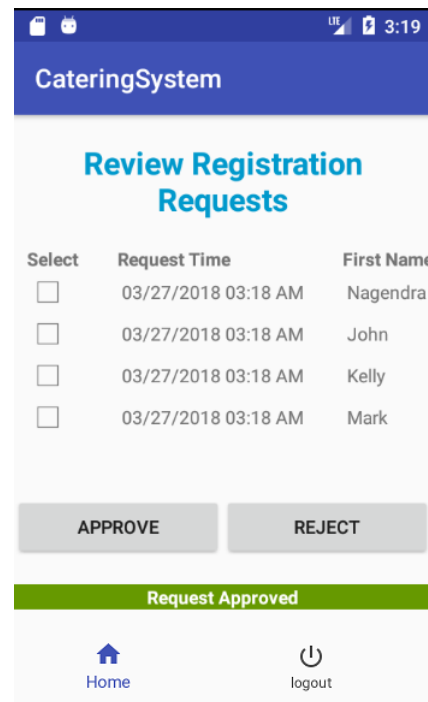 LTE 3:19
CateringSystem
Review Registration
Requests
Select Request Time First Name
03/27/2018 03:18 AM Nagendra
03/27/2018 03:18 AM John
03/27/2018 03:18 AM Kelly
03/27/2018 03:18 AM Mark
APPROVE REJECT
Request Approved
Home logout